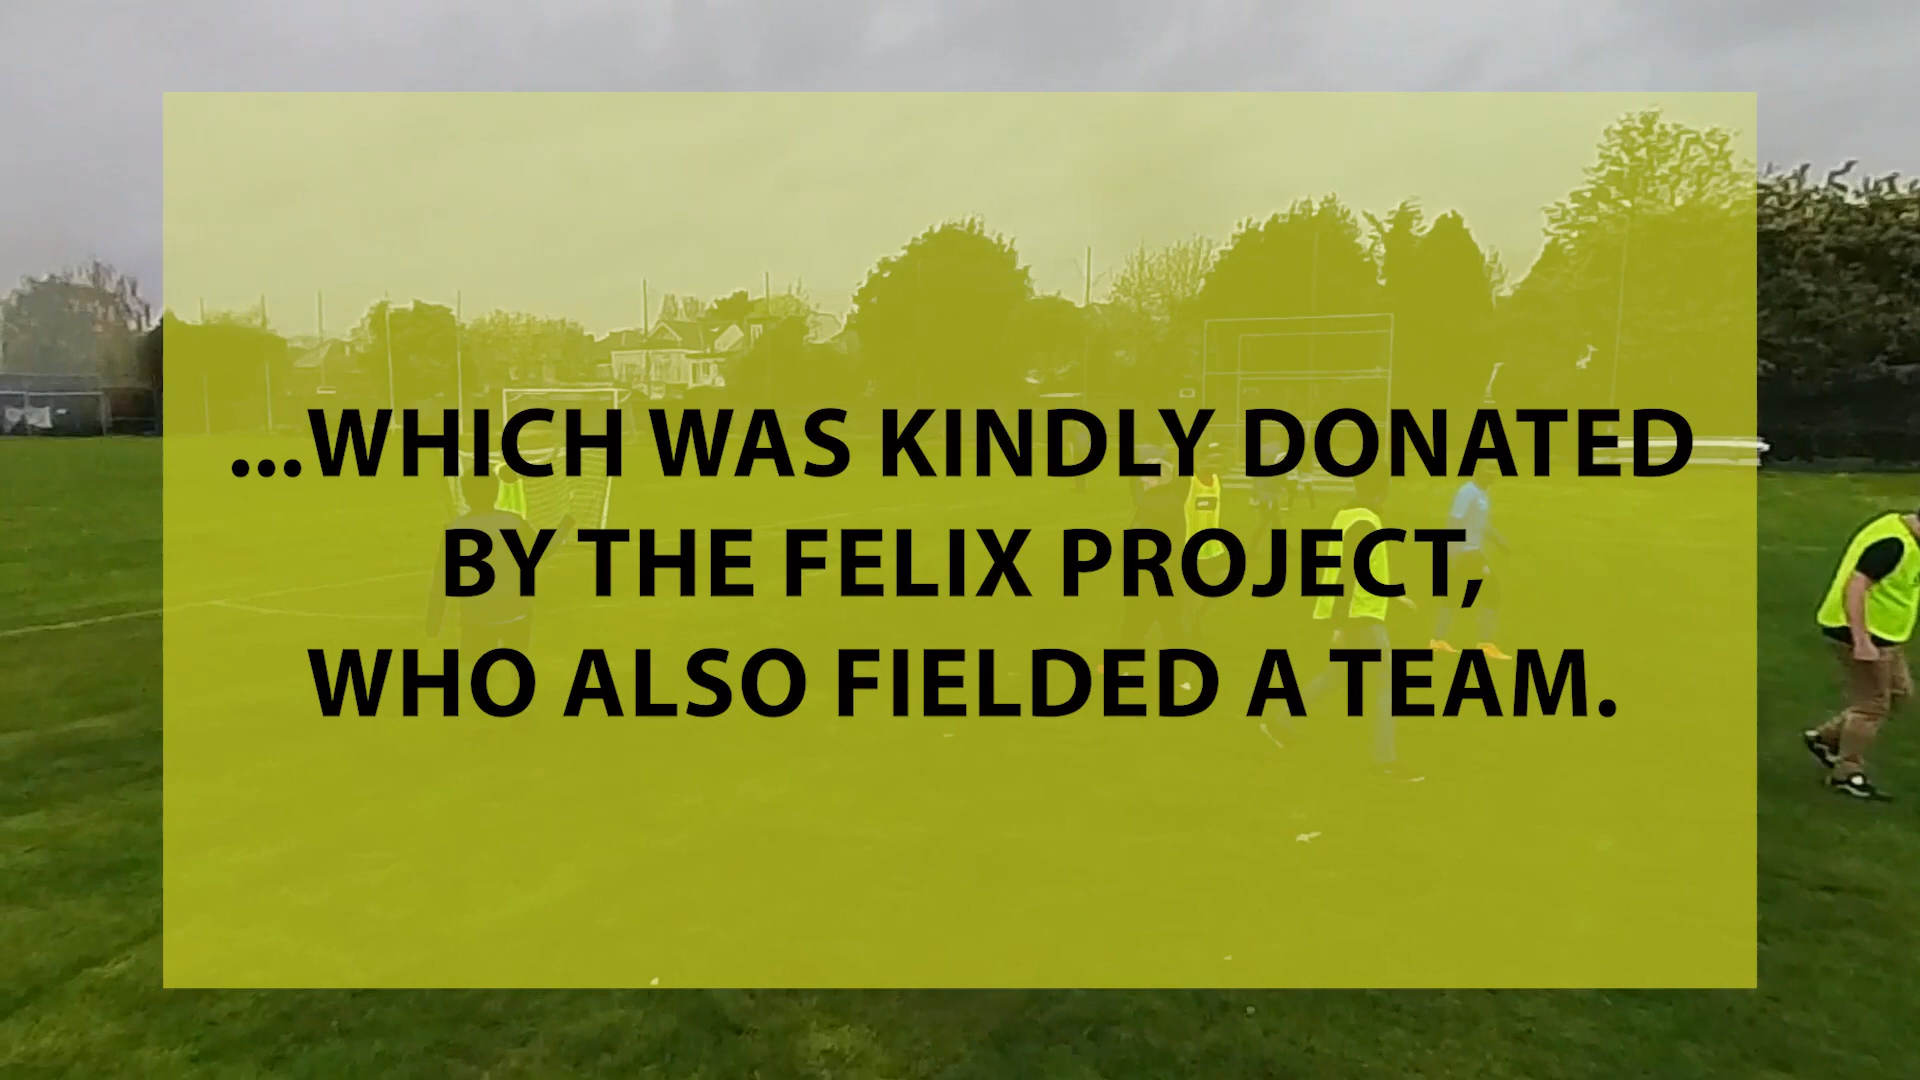 ...WHICH WAS KINDLY DONATED
BY THE FELIX PROJECT,
WHO ALSO FIELDED A TEAM.